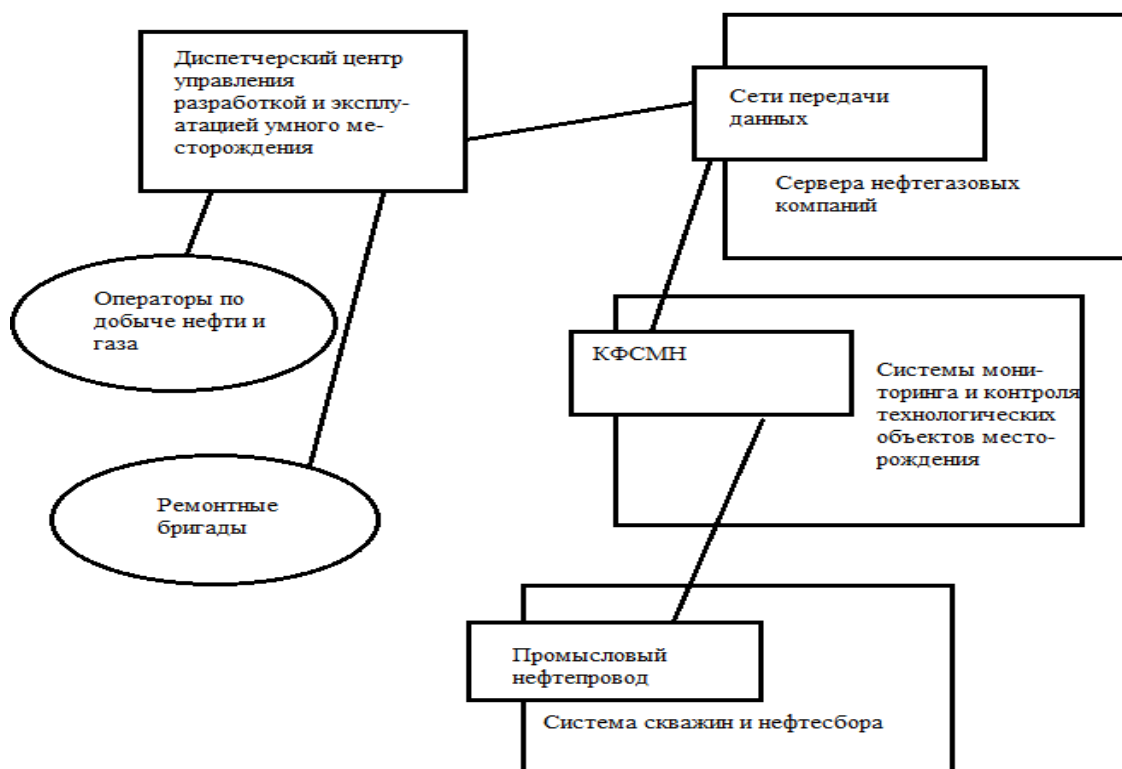 Диспетчерский центр
управления
разработкой и эксплу-
атацией умного ме-
сторождения
Сети передачи
данных
Сервера нефтегазовых
компаний
Операторы по
добыче нефти и
газа
КФСМН
Системы мони-
торинга и контроля
технологических
объектов место-
рождения
Ремонтные
бригады
Промысловый
нефтепровод
Система скважин и нефтесбора